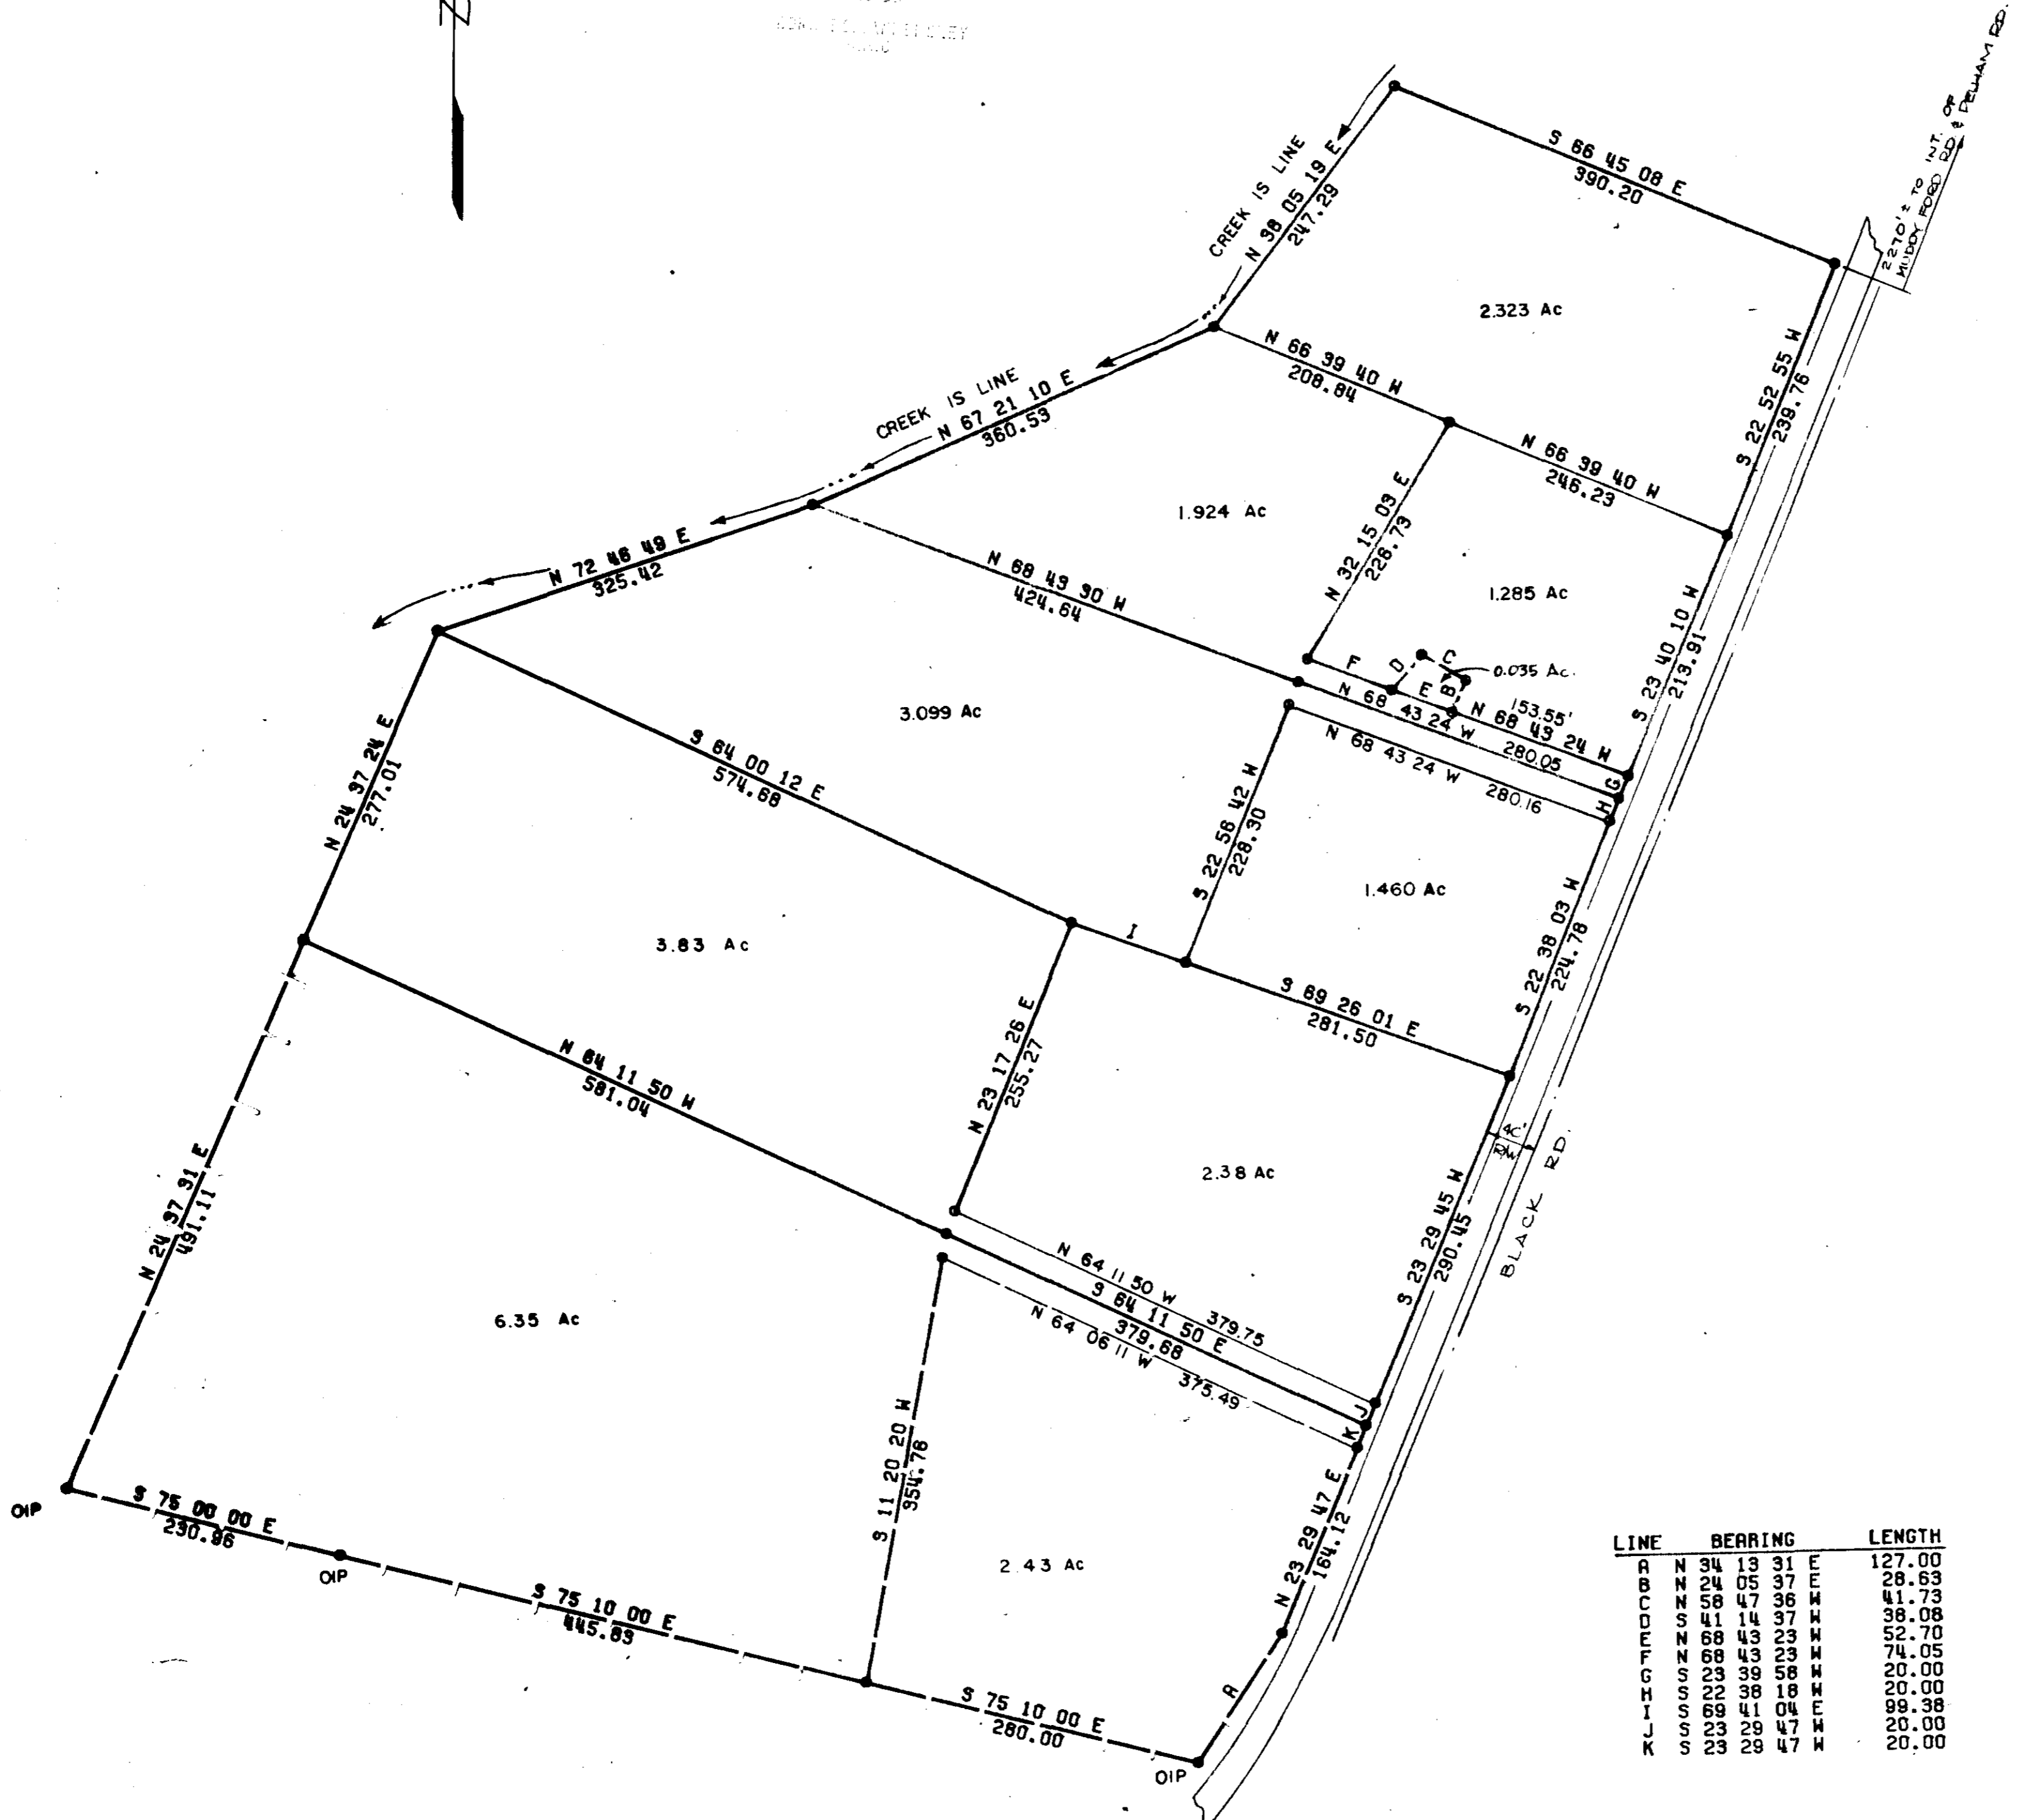 N
2270'± TO INT. OF
MUDDY FORD RD & PELHAM RD.
S 66 45 08 E
390.20
CREEK IS LINE
N 38 05 19 E
247.29
2.323 Ac
S 22 52 55 W
239.76
N 66 39 40 W
208.84
N 66 39 40 W
246.23
CREEK IS LINE
N 67 21 10 E
360.53
1.924 Ac
N 32 15 03 E
226.73
1.285 Ac
S 23 40 10 W
213.91
N 72 46 49 E
325.42
N 68 43 30 W
424.64
F
D
C
E
B
0.035 Ac.
153.55'
N 68 43 24 W
N 68 43 24 W
280.05
G
H
N 68 43 24 W
280.16
3.099 Ac
S 22 56 42 W
228.30
1.460 Ac
S 22 38 03 W
224.78
N 24 37 24 E
277.01
S 64 00 12 E
574.68
I
S 69 26 01 E
281.50
3.83 Ac
N 23 17 26 E
255.27
N 64 11 50 W
581.04
2.38 Ac
S 23 29 45 W
290.45
40'
R/W
BLACK RD.
N 24 37 31 E
491.11
6.35 Ac
N 64 11 50 W
379.75
S 64 11 50 E
379.68
N 64 06 11 W
375.49
J
K
S 11 20 20 W
354.76
2.43 Ac
N 23 29 47 E
164.12
OIP
S 75 00 00 E
230.96
OIP
S 75 10 00 E
445.83
S 75 10 00 E
280.00
A
OIP
LINE BEARING LENGTH
A N 34 13 31 E 127.00
B N 24 05 37 E 28.63
C N 58 47 36 W 41.73
D S 41 14 37 W 38.08
E N 68 43 23 W 52.70
F N 68 43 23 W 74.05
G S 23 39 58 W 20.00
H S 22 38 18 W 20.00
I S 69 41 04 E 99.38
J S 23 29 47 W 20.00
K S 23 29 47 W 20.00